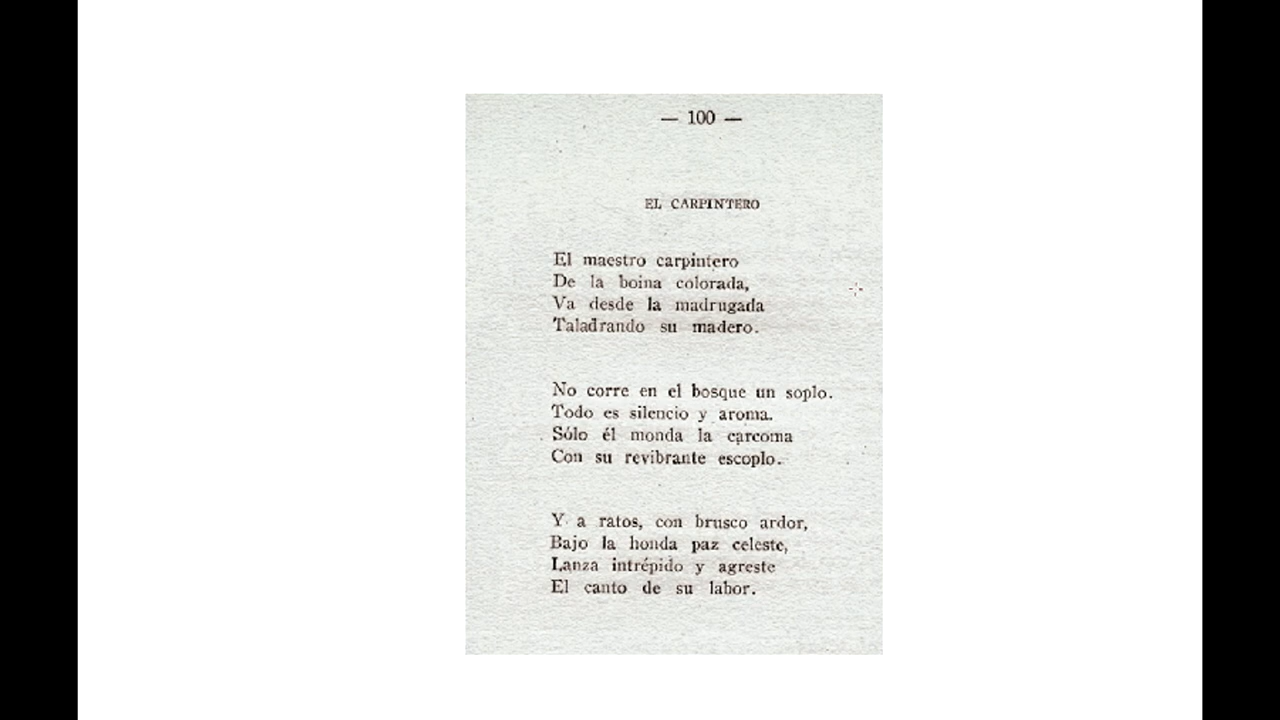 — 100 —
EL CARPINTERO
El maestro carpintero
De la boina colorada,
Va desde la madrugada
Taladrando su madero.
No corre en el bosque un soplo.
Todo es silencio y aroma.
Sólo él monda la carcoma
Con su revibrante escoplo.
Y a ratos, con brusco ardor,
Bajo la honda paz celeste,
Lanza intrépido y agreste
El canto de su labor.